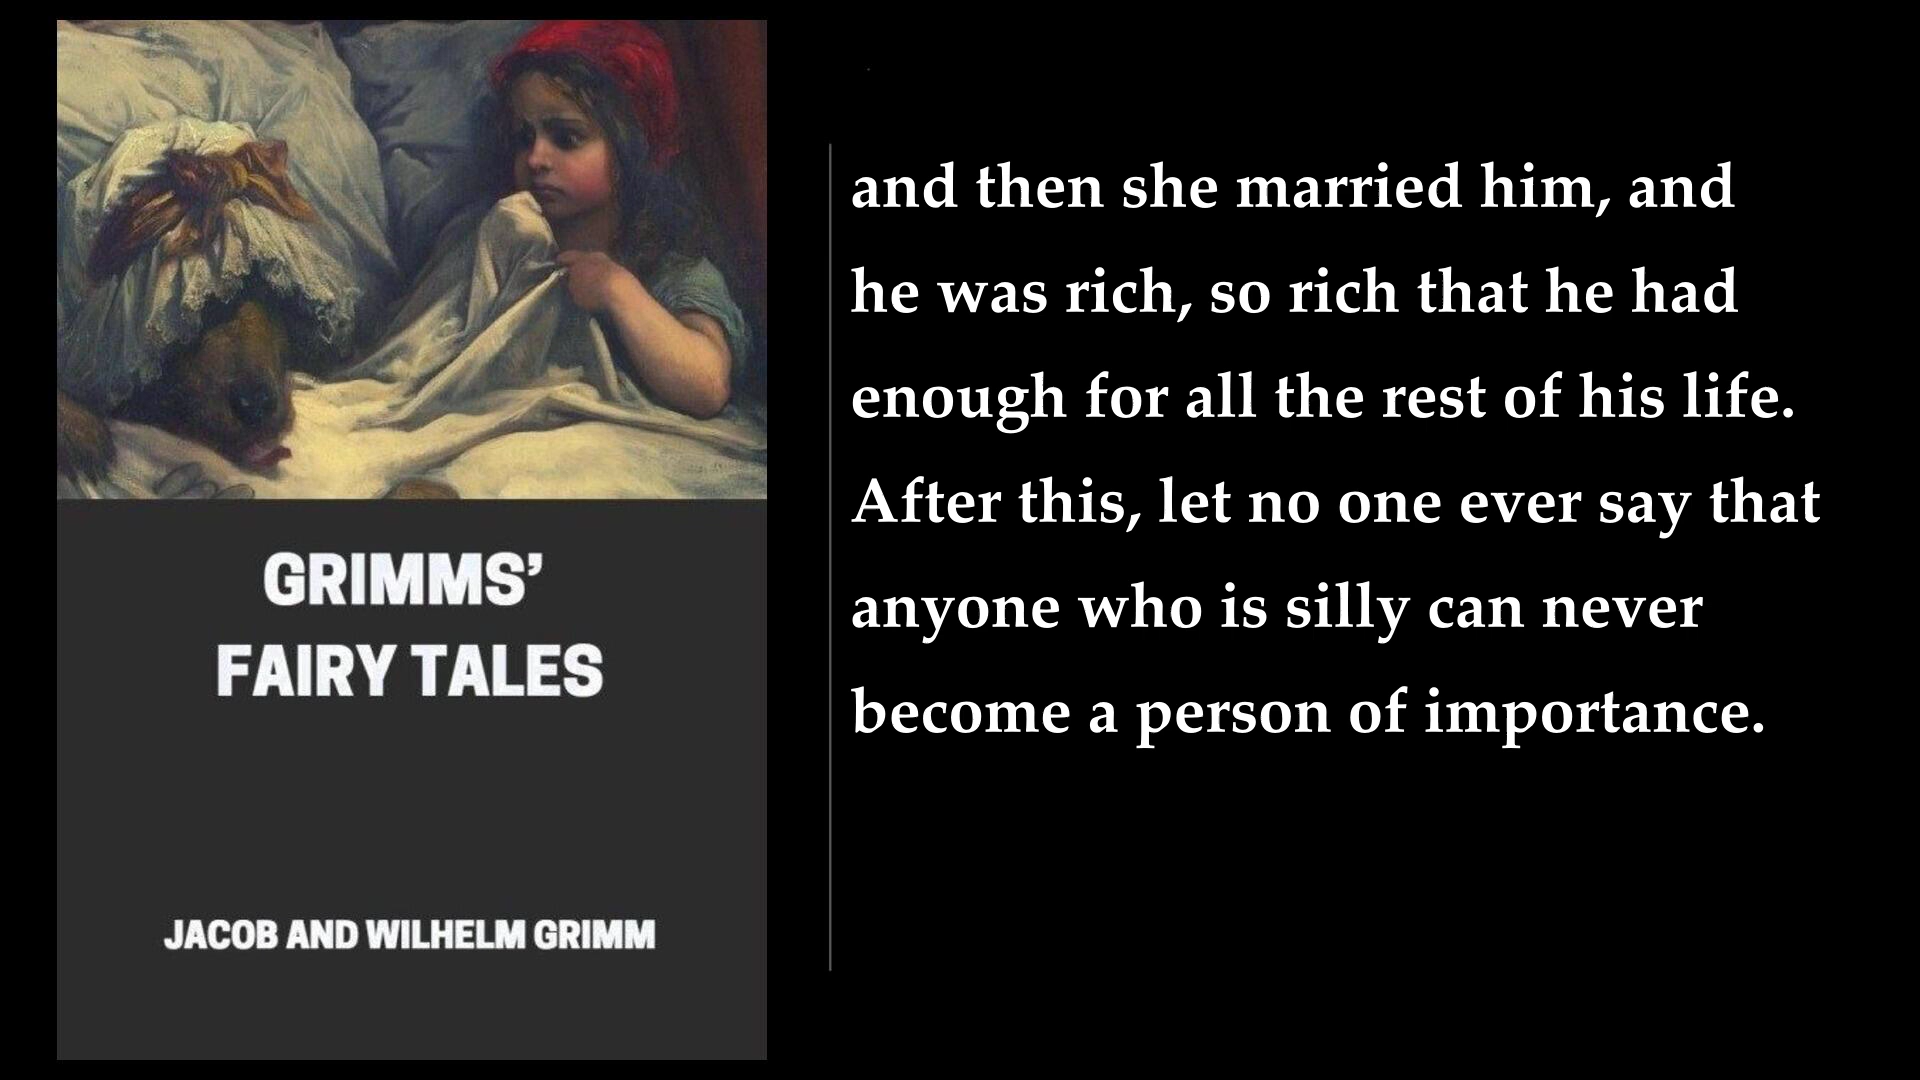 GRIMMS’
FAIRY TALES
JACOB AND WILHELM GRIMM
and then she married him, and
he was rich, so rich that he had
enough for all the rest of his life.
After this, let no one ever say that
anyone who is silly can never
become a person of importance.